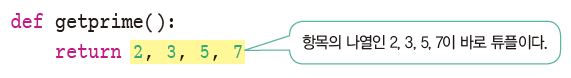 def getprime():
    return 2, 3, 5, 7
항목의 나열인 2, 3, 5, 7이 바로 튜플이다.